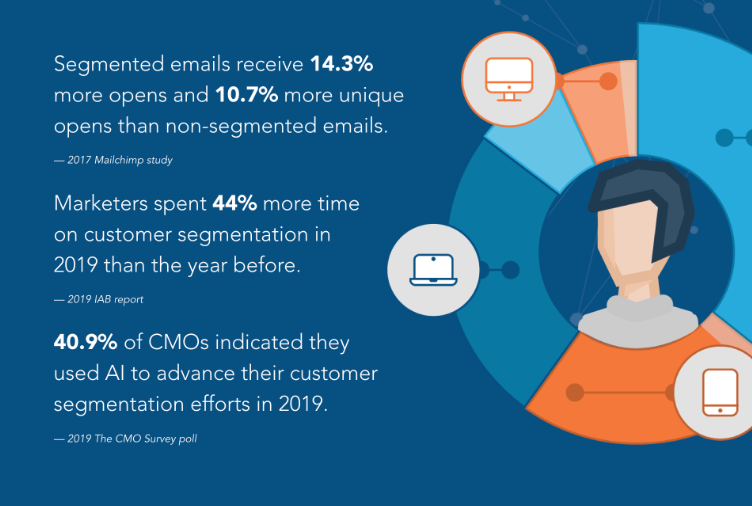 Segmented emails receive 14.3%
more opens and 10.7% more unique
opens than non-segmented emails.
— 2017 Mailchimp study
Marketers spent 44% more time
on customer segmentation in
2019 than the year before.
— 2019 IAB report
40.9% of CMOs indicated they
used AI to advance their customer
segmentation efforts in 2019.
— 2019 The CMO Survey poll